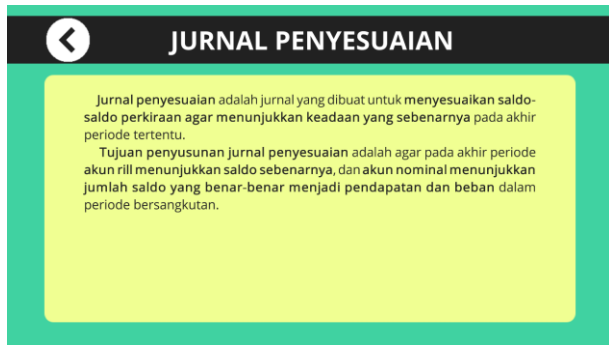 JURNAL PENYESUAIAN
Jurnal penyesuaian adalah jurnal yang dibuat untuk menyesuaikan saldo-
saldo perkiraan agar menunjukkan keadaan yang sebenarnya pada akhir
periode tertentu.
Tujuan penyusunan jurnal penyesuaian adalah agar pada akhir periode
akun rill menunjukkan saldo sebenarnya, dan akun nominal menunjukkan
jumlah saldo yang benar-benar menjadi pendapatan dan beban dalam
periode bersangkutan.